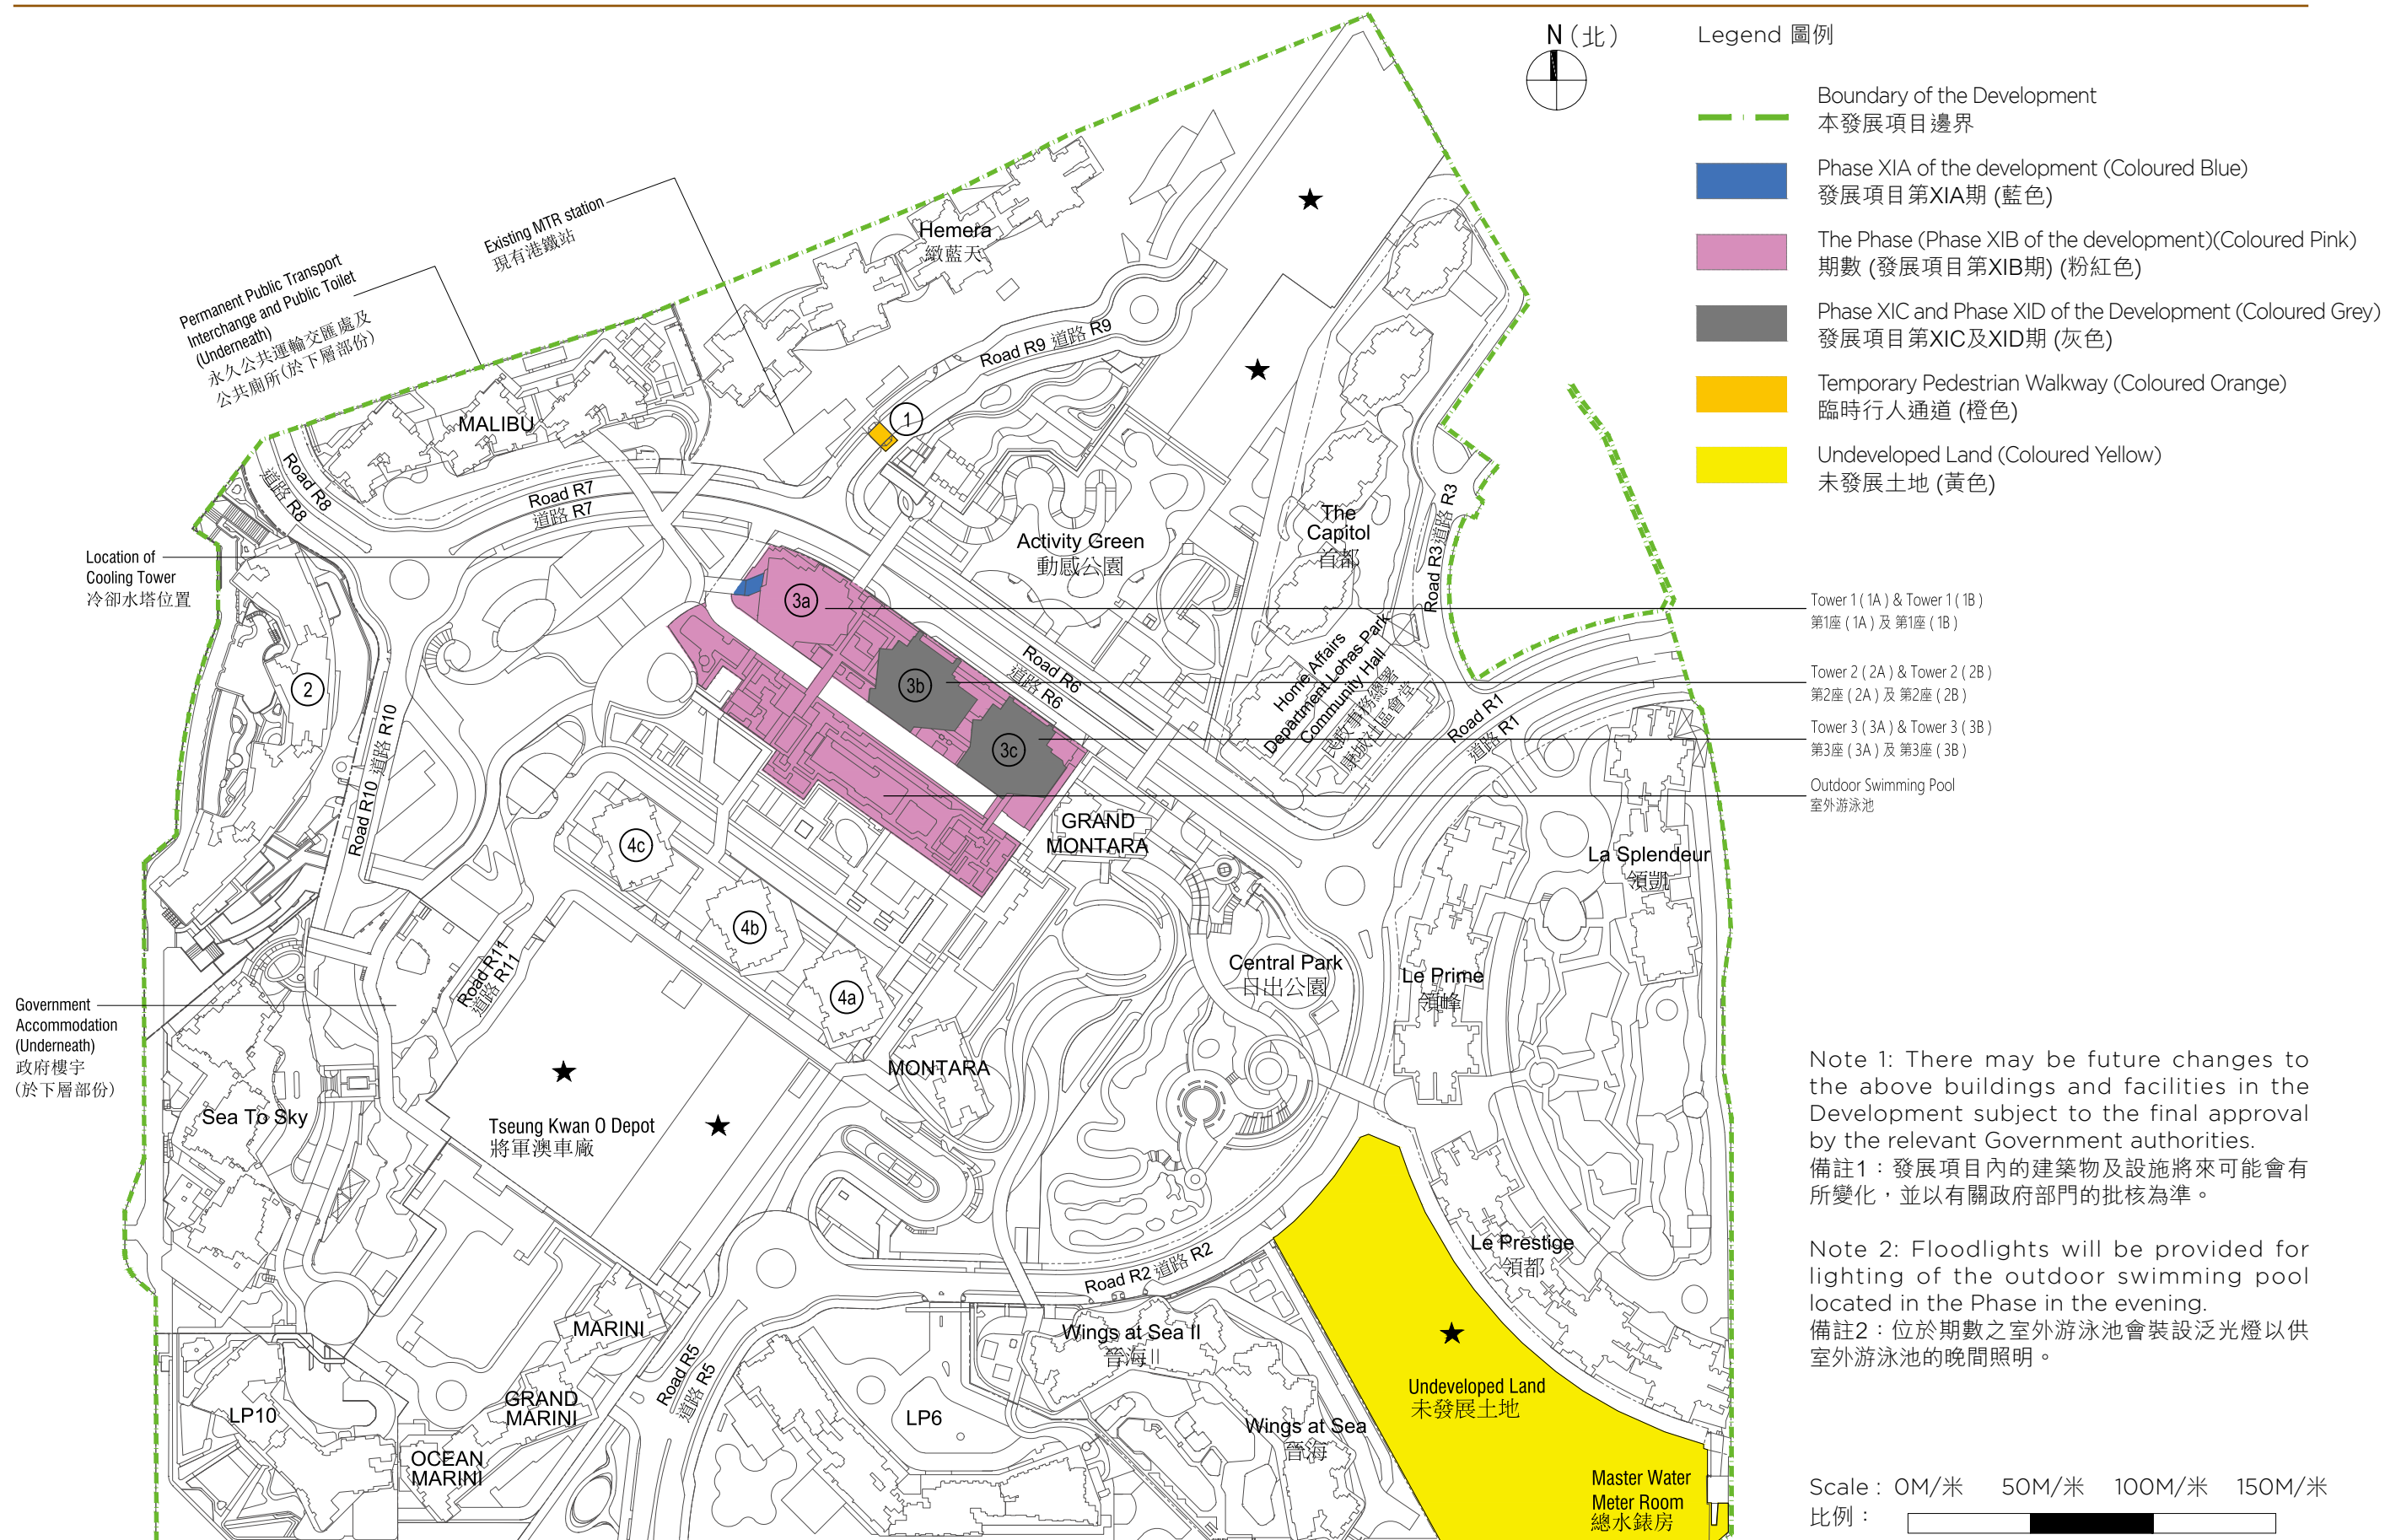 N (北)
Legend 圖例
Boundary of the Development
本發展項目邊界
Phase XIA of the development (Coloured Blue)
發展項目第XIA期 (藍色)
The Phase (Phase XIB of the development)(Coloured Pink)
期數 (發展項目第XIB期) (粉紅色)
Phase XIC and Phase XID of the Development (Coloured Grey)
發展項目第XIC及XID期 (灰色)
Temporary Pedestrian Walkway (Coloured Orange)
臨時行人通道 (橙色)
Undeveloped Land (Coloured Yellow)
未發展土地 (黃色)
Tower 1 ( 1A ) & Tower 1 ( 1B )
第1座 ( 1A ) 及 第1座 ( 1B )
Tower 2 ( 2A ) & Tower 2 ( 2B )
第2座 ( 2A ) 及 第2座 ( 2B )
Tower 3 ( 3A ) & Tower 3 ( 3B )
第3座 ( 3A ) 及 第3座 ( 3B )
Outdoor Swimming Pool
室外游泳池
Existing MTR station
現有港鐵站
Permanent Public Transport
Interchange and Public Toilet
(Underneath)
永久公共運輸交匯處及
公共廁所(於下層部份)
Hemera
緻藍天
MALIBU
Road R9 道路 R9
1
Road R8
道路 R8
Road R7
道路 R7
Location of
Cooling Tower
冷卻水塔位置
Activity Green
動感公園
The
Capitol
首都
Road R3 道路 R3
3a
3b
3c
2
Road R6
道路 R6
Home Affairs
Department Lohas Park
Community Hall
民政事務總署
康城社區會堂
Road R1
道路 R1
Road R10 道路 R10
4c
4b
4a
GRAND
MONTARA
La Splendeur
領凱
Central Park
日出公園
Le Prime
領峰
Road R11
道路 R11
Government
Accommodation
(Underneath)
政府樓宇
(於下層部份)
MONTARA
Sea To Sky
Tseung Kwan O Depot
將軍澳車廠
Road R2 道路 R2
Le Prestige
領都
MARINI
Road R5
道路 R5
Wings at Sea II
晉海II
GRAND
MARINI
LP10
LP6
Wings at Sea
晉海
OCEAN
MARINI
Undeveloped Land
未發展土地
Master Water
Meter Room
總水錶房
Note 1: There may be future changes to
the above buildings and facilities in the
Development subject to the final approval
by the relevant Government authorities.
備註1：發展項目內的建築物及設施將來可能會有
所變化，並以有關政府部門的批核為準。
Note 2: Floodlights will be provided for
lighting of the outdoor swimming pool
located in the Phase in the evening.
備註2：位於期數之室外游泳池會裝設泛光燈以供
室外游泳池的晚間照明。
Scale : 0M/米 50M/米 100M/米 150M/米
比例：